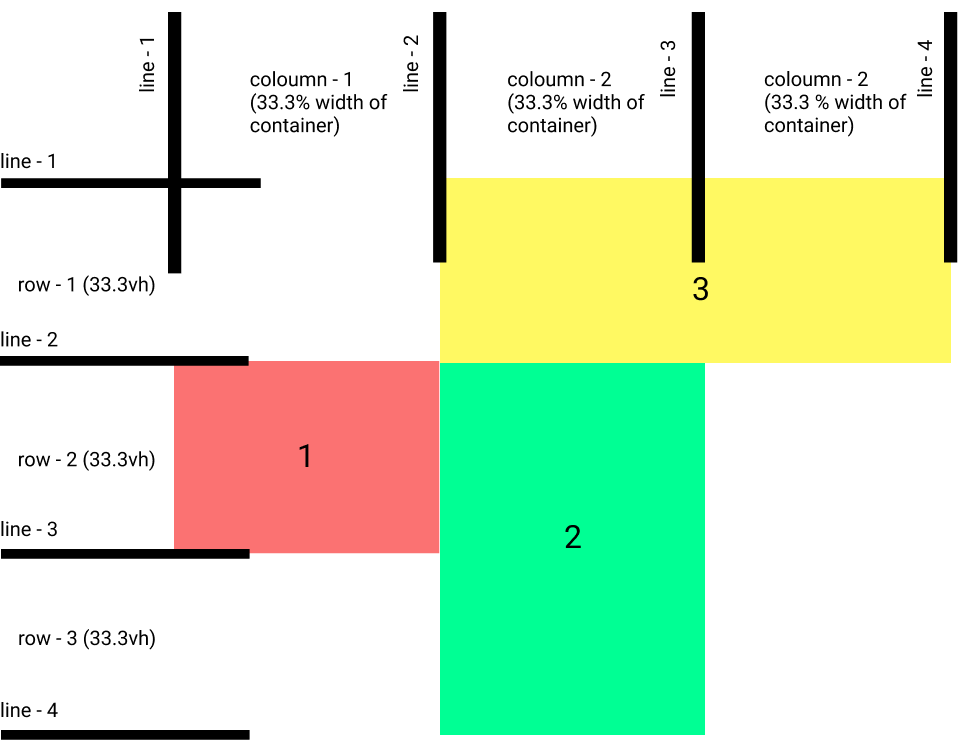 line - 1
line - 2
line - 3
line - 4
coloumn - 1
(33.3% width of
container)
coloumn - 2
(33.3% width of
container)
coloumn - 2
(33.3 % width of
container)
line - 1
row - 1 (33.3vh)
3
line - 2
row - 2 (33.3vh)
1
line - 3
2
row - 3 (33.3vh)
line - 4